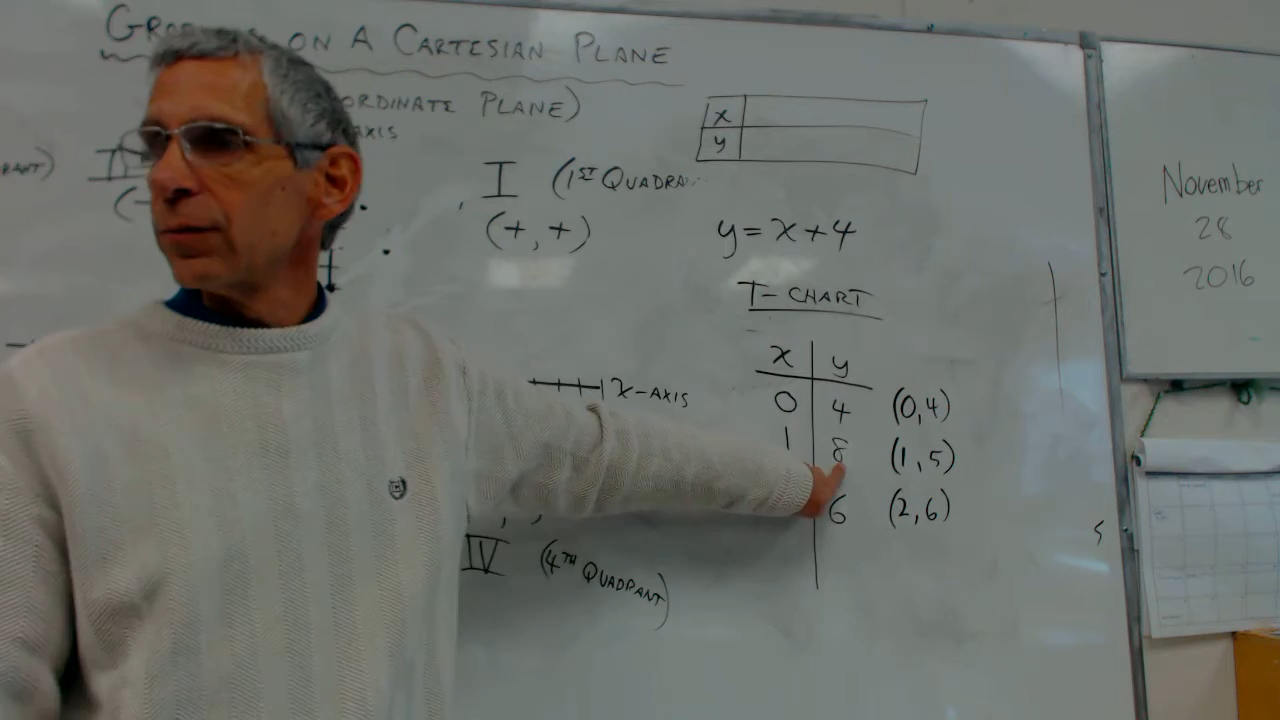 ON A CARTESIAN PLANE
PLANE)
I (1ST
(+,+)
X-AXIS
IV (4TH QUADRANT)
x
y
y=x+4
T-CHART
x y
0 4 (0,4)
1 8 (1,5)
6 (2,6)
November
28
2016